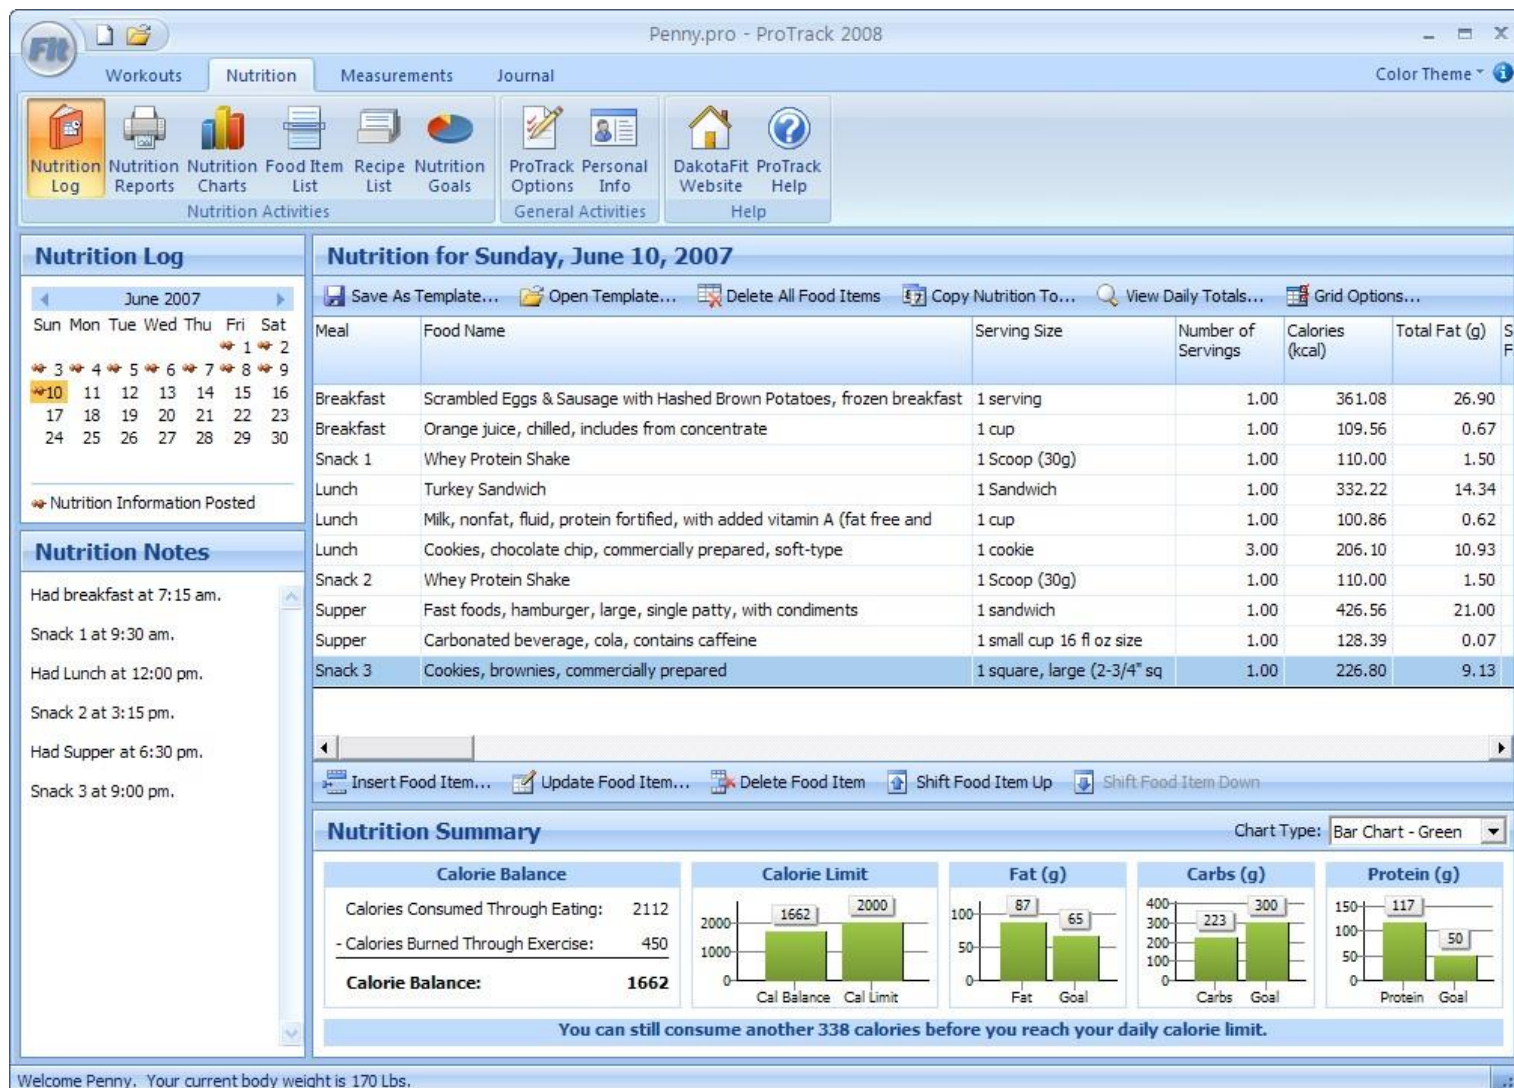 Fit
Penny.pro - ProTrack 2008
Workouts Nutrition Measurements Journal
Color Theme
Nutrition Log Nutrition Reports Nutrition Charts Food Item List Recipe List Nutrition Goals ProTrack Options Personal Info DakotaFit Website ProTrack Help
Nutrition Activities General Activities Help
Nutrition Log
June 2007
Sun Mon Tue Wed Thu Fri Sat
1 2
3 4 5 6 7 8 9
10 11 12 13 14 15 16
17 18 19 20 21 22 23
24 25 26 27 28 29 30
Nutrition Information Posted
Nutrition Notes
Had breakfast at 7:15 am.
Snack 1 at 9:30 am.
Had Lunch at 12:00 pm.
Snack 2 at 3:15 pm.
Had Supper at 6:30 pm.
Snack 3 at 9:00 pm.
Nutrition for Sunday, June 10, 2007
Save As Template... Open Template... Delete All Food Items Copy Nutrition To... View Daily Totals... Grid Options...
Meal Food Name Serving Size Number of Servings Calories (kcal) Total Fat (g) S F
Breakfast Scrambled Eggs & Sausage with Hashed Brown Potatoes, frozen breakfast 1 serving 1.00 361.08 26.90
Breakfast Orange juice, chilled, includes from concentrate 1 cup 1.00 109.56 0.67
Snack 1 Whey Protein Shake 1 Scoop (30g) 1.00 110.00 1.50
Lunch Turkey Sandwich 1 Sandwich 1.00 332.22 14.34
Lunch Milk, nonfat, fluid, protein fortified, with added vitamin A (fat free and 1 cup 1.00 100.86 0.62
Lunch Cookies, chocolate chip, commercially prepared, soft-type 1 cookie 3.00 206.10 10.93
Snack 2 Whey Protein Shake 1 Scoop (30g) 1.00 110.00 1.50
Supper Fast foods, hamburger, large, single patty, with condiments 1 sandwich 1.00 426.56 21.00
Supper Carbonated beverage, cola, contains caffeine 1 small cup 16 fl oz size 1.00 128.39 0.07
Snack 3 Cookies, brownies, commercially prepared 1 square, large (2-3/4" sq 1.00 226.80 9.13
Insert Food Item... Update Food Item... Delete Food Item Shift Food Item Up Shift Food Item Down
Nutrition Summary
Chart Type: Bar Chart - Green
Calorie Balance
Calories Consumed Through Eating: 2112
- Calories Burned Through Exercise: 450
Calorie Balance: 1662
Calorie Limit
2000 1000 0
1662 2000
Cal Balance Cal Limit
Fat (g)
100 50 0
87 65
Fat Goal
Carbs (g)
400 300 200 100 0
223 300
Carbs Goal
Protein (g)
150 100 50 0
117 50
Protein Goal
You can still consume another 338 calories before you reach your daily calorie limit.
Welcome Penny. Your current body weight is 170 Lbs.